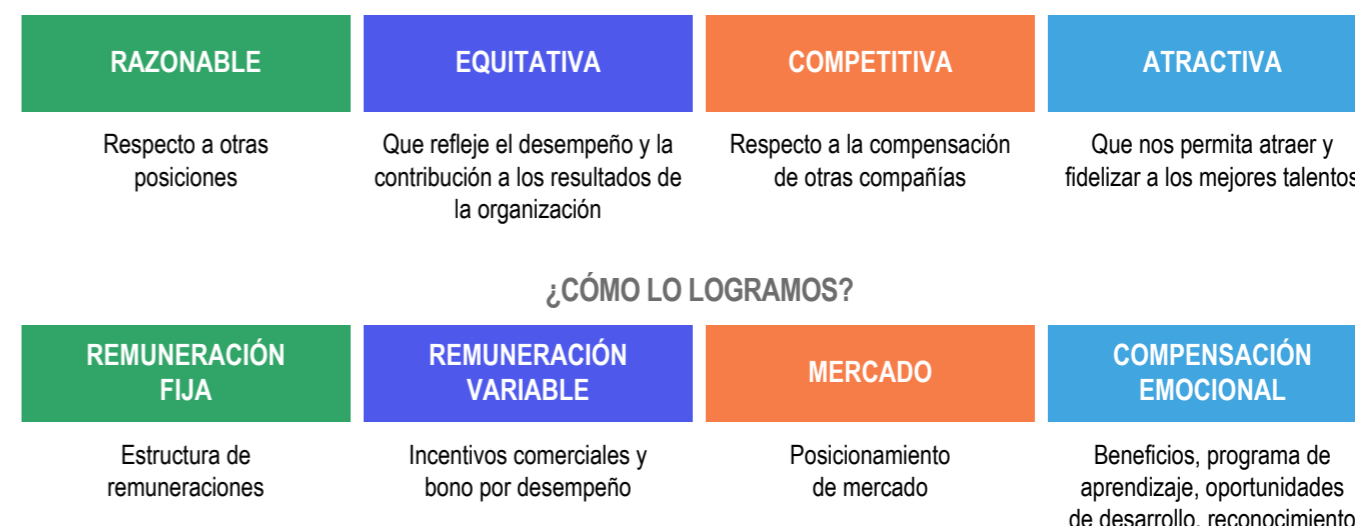 RAZONABLE
Respecto a otras
posiciones
EQUITATIVA
Que refleje el desempeño y la
contribución a los resultados de
la organización
COMPETITIVA
Respecto a la compensación
de otras compañías
ATRACTIVA
Que nos permita atraer y
fidelizar a los mejores talentos
¿CÓMO LO LOGRAMOS?
REMUNERACIÓN
FIJA
Estructura de
remuneraciones
REMUNERACIÓN
VARIABLE
Incentivos comerciales y
bono por desempeño
MERCADO
Posicionamiento
de mercado
COMPENSACIÓN
EMOCIONAL
Beneficios, programa de
aprendizaje, oportunidades
de desarrollo, reconocimiento